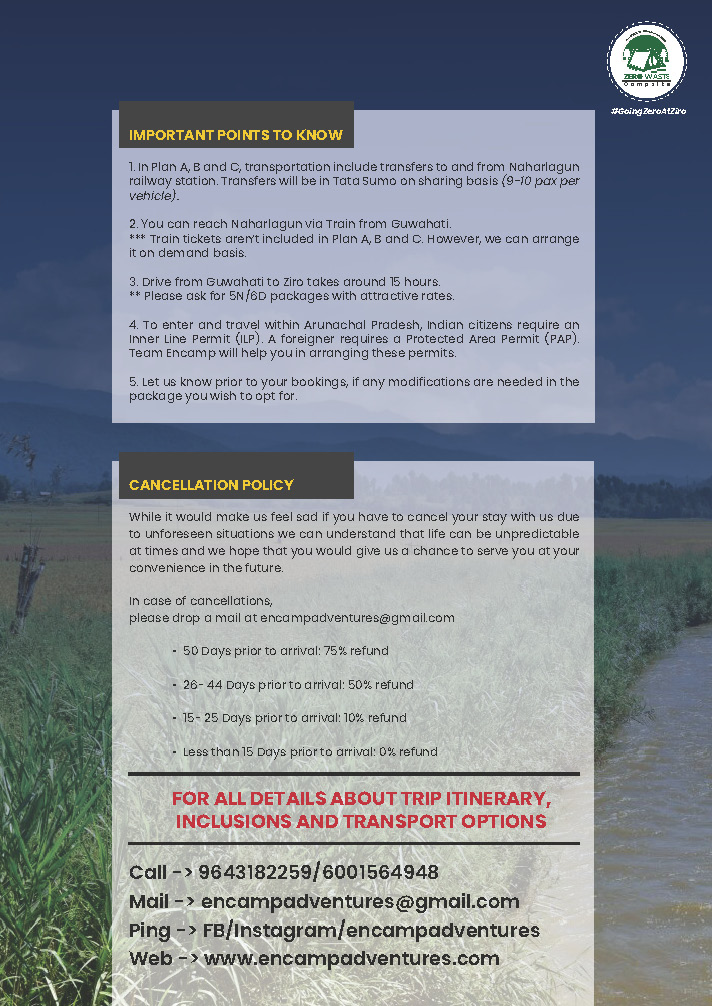 ZERO WASTE
Campsite
#GoingZeroAtZiro
IMPORTANT POINTS TO KNOW
1. In Plan A, B and C, transportation include transfers to and from Naharlagun
railway station. Transfers will be in Tata Sumo on sharing basis (9-10 pax per
vehicle).
2. You can reach Naharlagun via Train from Guwahati.
*** Train tickets aren't included in Plan A, B and C. However, we can arrange
it on demand basis.
3. Drive from Guwahati to Ziro takes around 15 hours.
** Please ask for 5N/6D packages with attractive rates.
4. To enter and travel within Arunachal Pradesh, Indian citizens require an
Inner Line Permit (ILP). A foreigner requires a Protected Area Permit (PAP).
Team Encamp will help you in arranging these permits.
5. Let us know prior to your bookings, if any modifications are needed in the
package you wish to opt for.
CANCELLATION POLICY
While it would make us feel sad if you have to cancel your stay with us due
to unforeseen situations we can understand that life can be unpredictable
at times and we hope that you would give us a chance to serve you at your
convenience in the future.
In case of cancellations,
please drop a mail at encampadventures@gmail.com
- 50 Days prior to arrival: 75% refund
- 26- 44 Days prior to arrival: 50% refund
- 15- 25 Days prior to arrival: 10% refund
- Less than 15 Days prior to arrival: 0% refund
FOR ALL DETAILS ABOUT TRIP ITINERARY,
INCLUSIONS AND TRANSPORT OPTIONS
Call -> 9643182259/6001564948
Mail -> encampadventures@gmail.com
Ping -> FB/Instagram/encampadventures
Web -> www.encampadventures.com